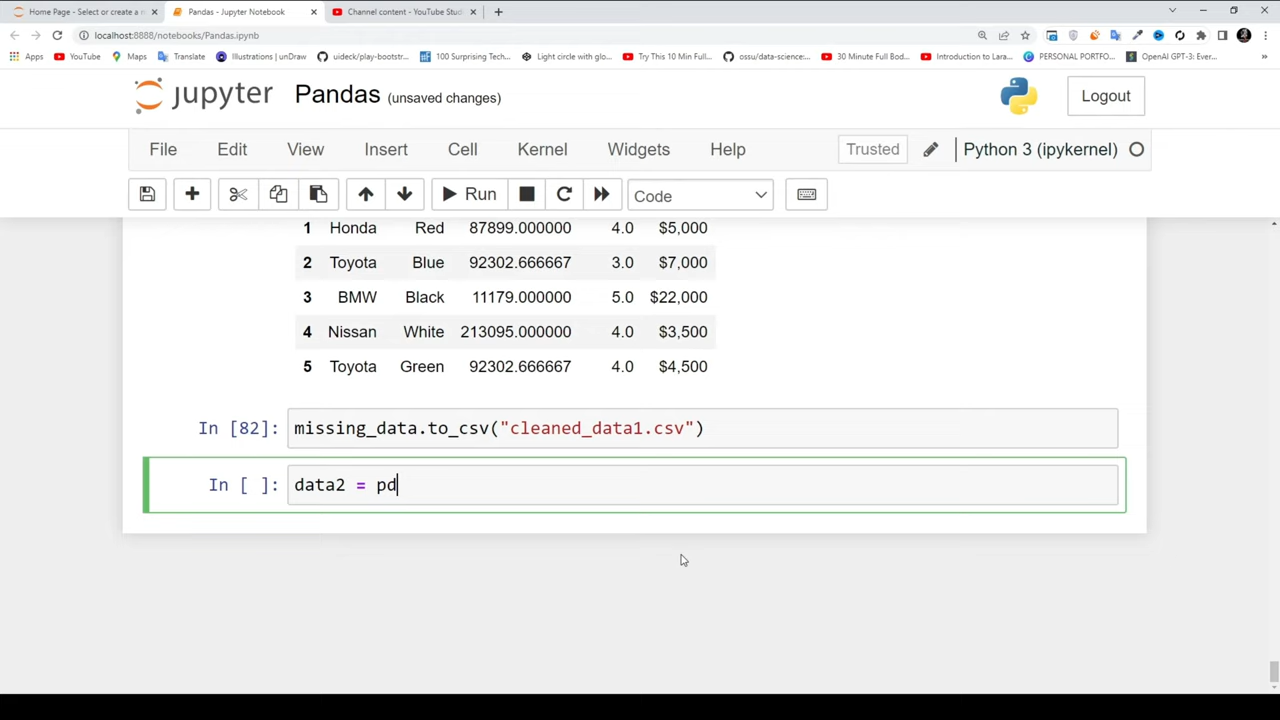 Home Page - Select or create a n
Pandas - Jupyter Notebook
Channel content - YouTube Stud
localhost:8888/notebooks/Pandas.ipynb
Apps YouTube Maps Translate Illustrations | unDraw uideck/play-bootstr... 100 Surprising Tech... Light circle with glo... Try This 10 Min Full... ossu/data-science:... 30 Minute Full Bod... Introduction to Lara... PERSONAL PORTFO... OpenAI GPT-3: Ever... »
jupyter Pandas (unsaved changes) Logout
File Edit View Insert Cell Kernel Widgets Help Trusted Python 3 (ipykernel)
Run Code
1 Honda Red 87899.000000 4.0 $5,000
2 Toyota Blue 92302.666667 3.0 $7,000
3 BMW Black 11179.000000 5.0 $22,000
4 Nissan White 213095.000000 4.0 $3,500
5 Toyota Green 92302.666667 4.0 $4,500
In [82]: missing_data.to_csv("cleaned_data1.csv")
In [ ]: data2 = pd